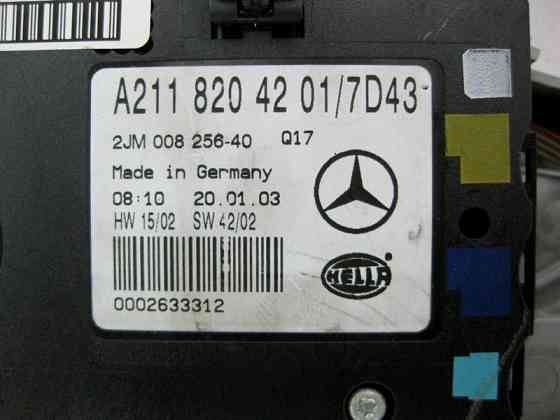 A211 820 42 01/7D43
2JM 008 256-40 Q17
Made in Germany
08:10 20.01.03
HW 15/02 SW 42/02
HELLA
0002633312